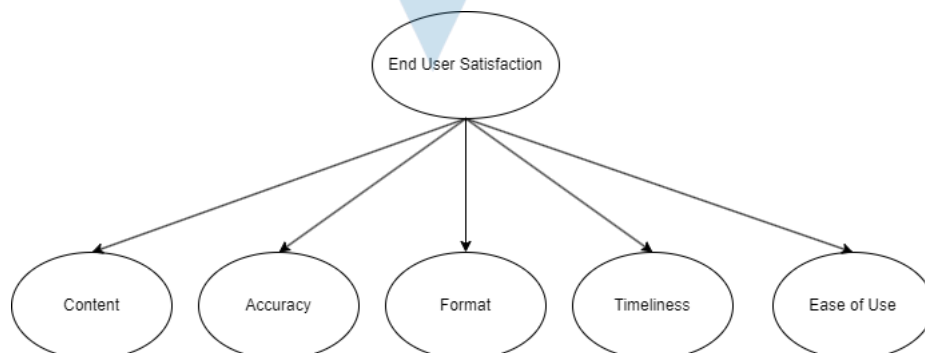 End User Satisfaction
Content
Accuracy
Format
Timeliness
Ease of Use